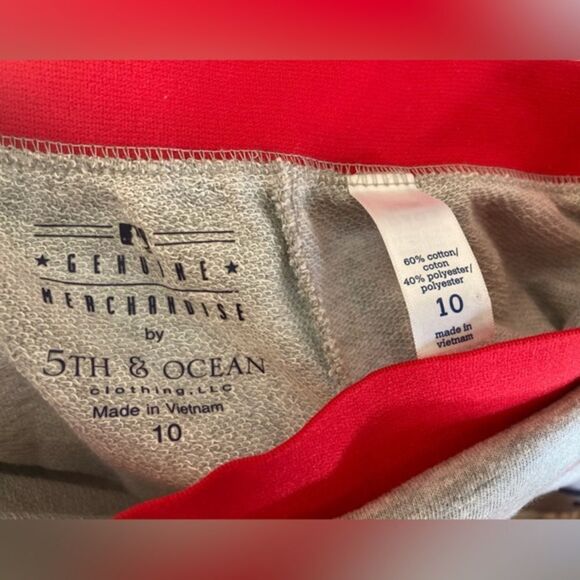 GENUINE
MERCHANDISE
by
5TH & OCEAN
clothing, LLC
Made in Vietnam
10
60% cotton/
coton
40% polyester/
polyester
10
made in
vietnam